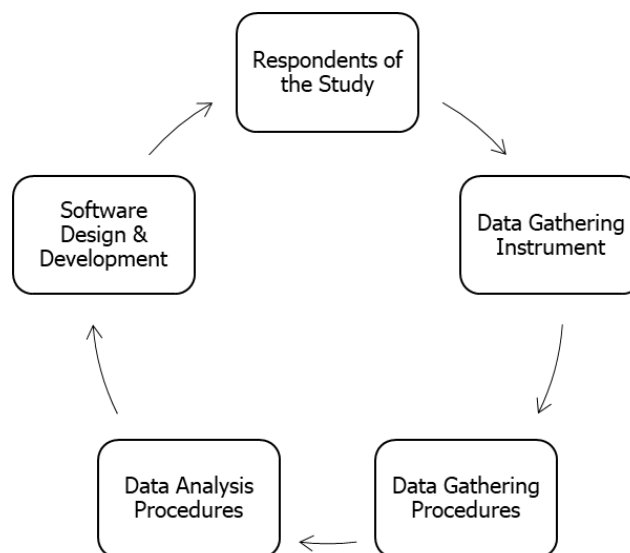 Respondents of
the Study
Data Gathering
Instrument
Data Gathering
Procedures
Data Analysis
Procedures
Software
Design &
Development